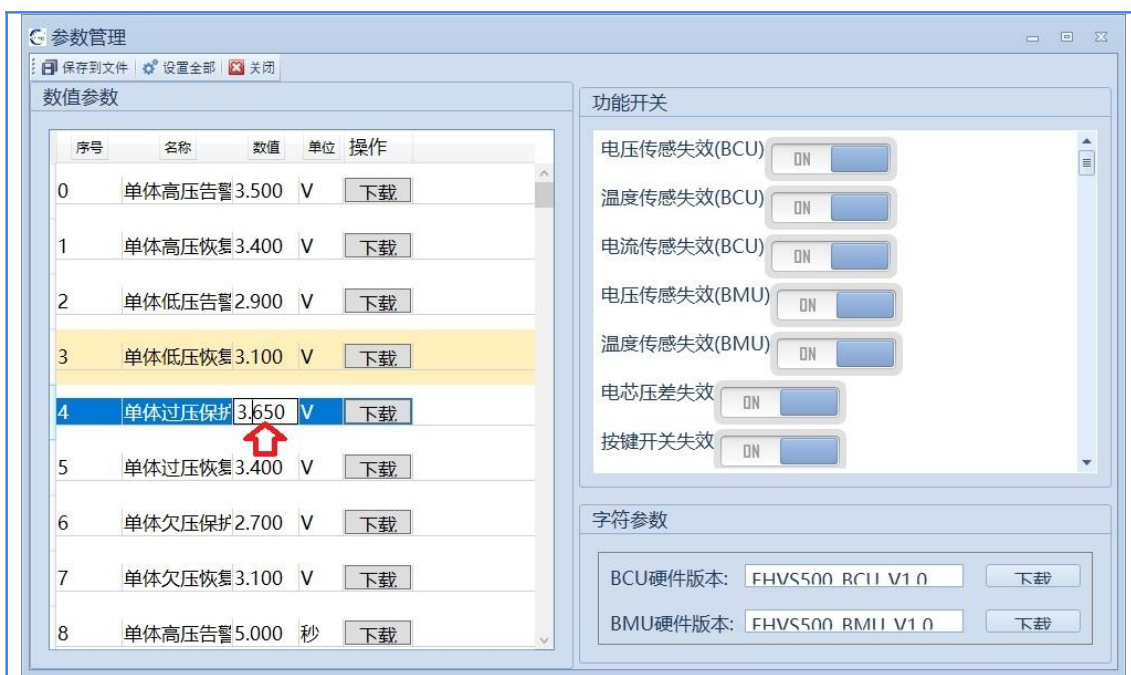 参数管理
保存到文件 设置全部 关闭
数值参数
序号 名称 数值 单位 操作
0 单体高压告警 3.500 V 下载
1 单体高压恢复 3.400 V 下载
2 单体低压告警 2.900 V 下载
3 单体低压恢复 3.100 V 下载
4 单体过压保护 3.650 V 下载
5 单体过压恢复 3.400 V 下载
6 单体欠压保护 2.700 V 下载
7 单体欠压恢复 3.100 V 下载
8 单体高压告警 5.000 秒 下载
功能开关
电压传感失效(BCU) ON
温度传感失效(BCU) ON
电流传感失效(BCU) ON
电压传感失效(BMU) ON
温度传感失效(BMU) ON
电芯压差失效 ON
按键开关失效 ON
字符参数
BCU硬件版本: EHVS500_BCU_V1.0 下载
BMU硬件版本: EHVS500_BMU_V1.0 下载